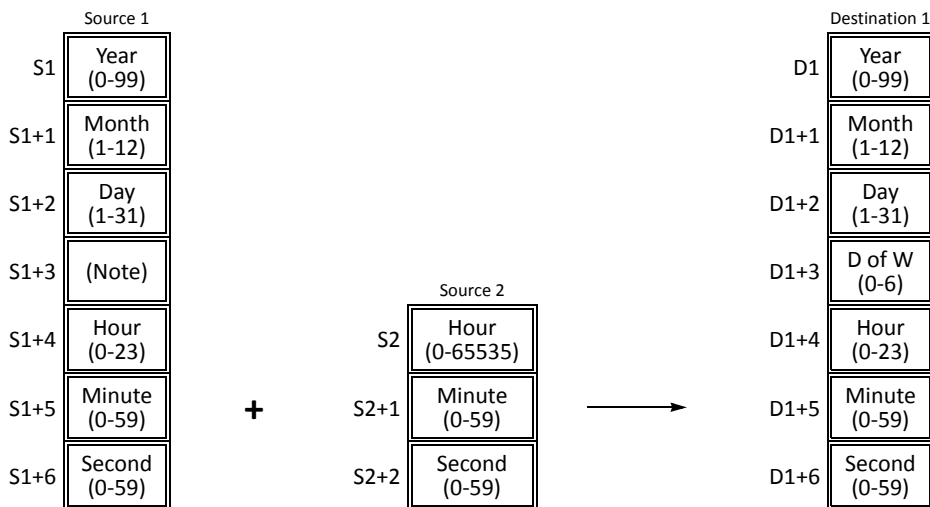 Source 1
S1
Year
(0-99)
S1+1
Month
(1-12)
S1+2
Day
(1-31)
S1+3
(Note)
S1+4
Hour
(0-23)
S1+5
Minute
(0-59)
S1+6
Second
(0-59)
+
Source 2
S2
Hour
(0-65535)
S2+1
Minute
(0-59)
S2+2
Second
(0-59)
Destination 1
D1
Year
(0-99)
D1+1
Month
(1-12)
D1+2
Day
(1-31)
D1+3
D of W
(0-6)
D1+4
Hour
(0-23)
D1+5
Minute
(0-59)
D1+6
Second
(0-59)